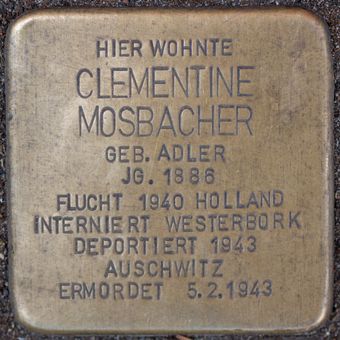 HIER WOHNTE
CLEMENTINE
MOSBACHER
GEB. ADLER
JG. 1886
FLUCHT 1940 HOLLAND
INTERNIERT WESTERBORK
DEPORTIERT 1943
AUSCHWITZ
ERMORDET 5.2.1943